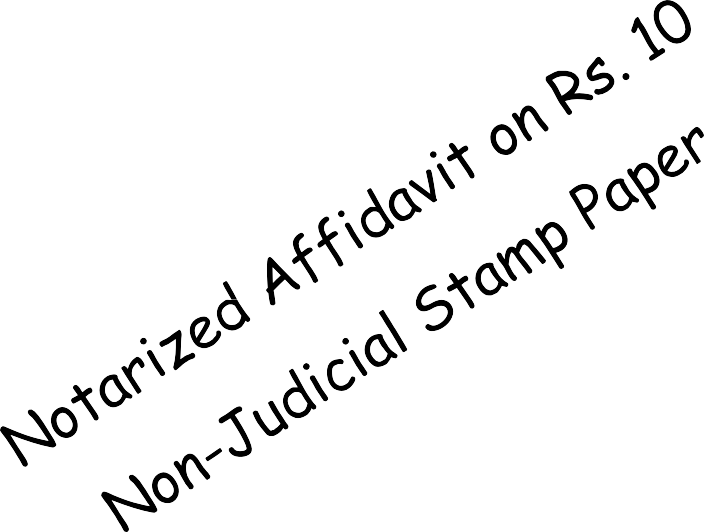 Notarized Affidavit on Rs. 10
Non-Judicial Stamp Paper